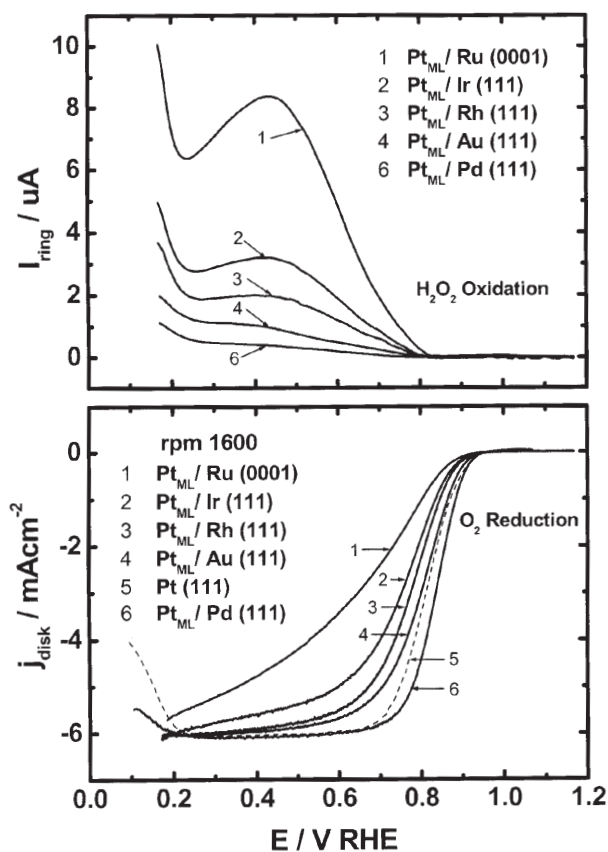 10
8
6
4
2
0
I_ring / uA
1 Pt_ML/ Ru (0001)
2 Pt_ML/ Ir (111)
3 Pt_ML/ Rh (111)
4 Pt_ML/ Au (111)
6 Pt_ML/ Pd (111)
1
2
3
4
6
H₂O₂ Oxidation
0
-2
-4
-6
j_disk / mAcm⁻²
rpm 1600
1 Pt_ML/ Ru (0001)
2 Pt_ML/ Ir (111)
3 Pt_ML/ Rh (111)
4 Pt_ML/ Au (111)
5 Pt (111)
6 Pt_ML/ Pd (111)
O₂ Reduction
1
2
3
4
5
6
0.0 0.2 0.4 0.6 0.8 1.0 1.2
E / V RHE